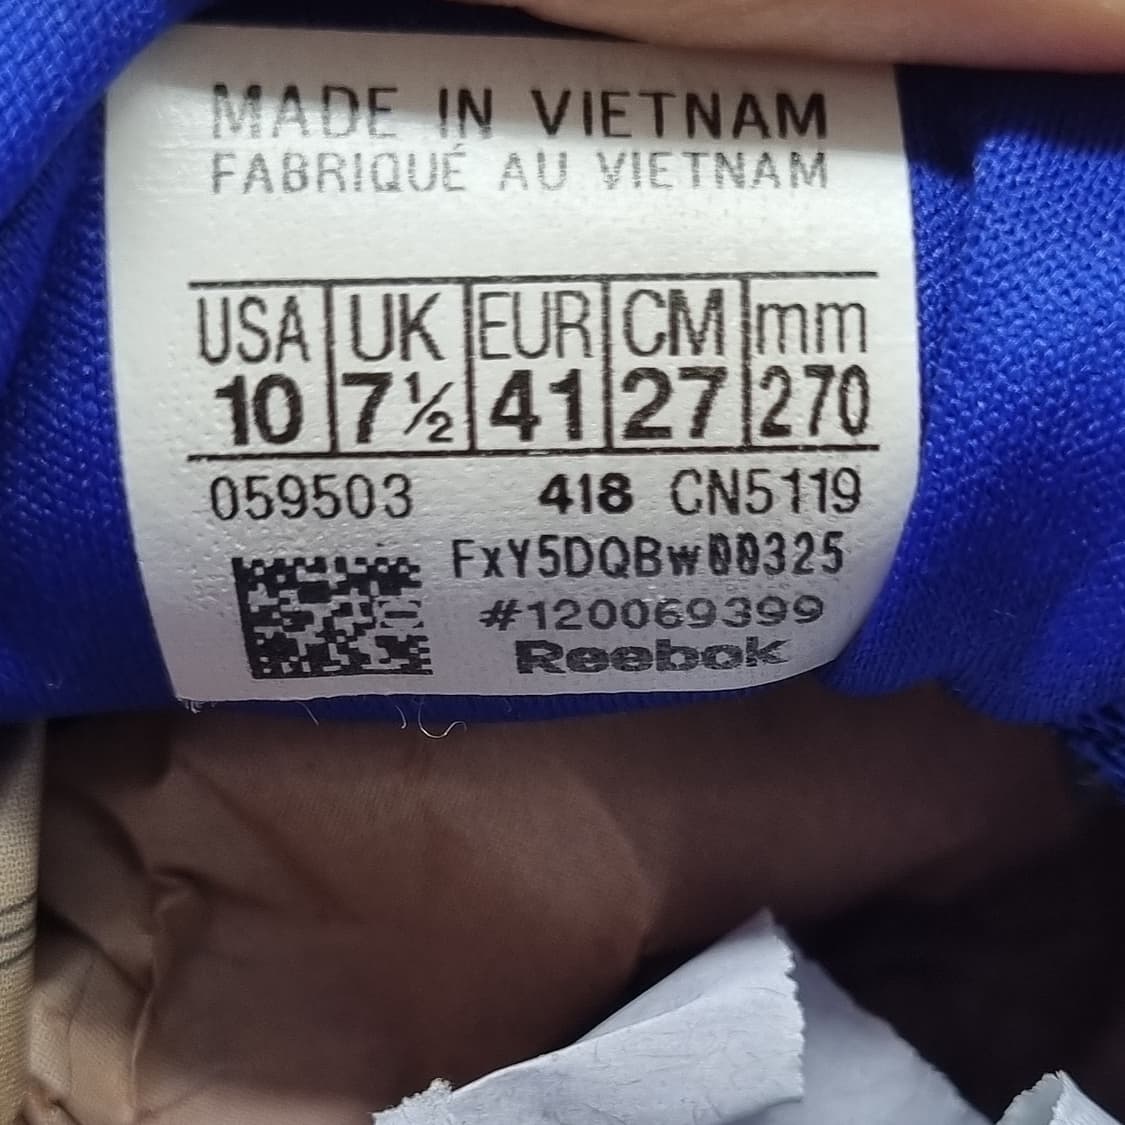 MADE IN VIETNAM
FABRIQUÉ AU VIETNAM
USA UK EUR CM mm
10 7½ 41 27 270
059503 418 CN5119
FxY5DQBw00325
#120069399
Reebok